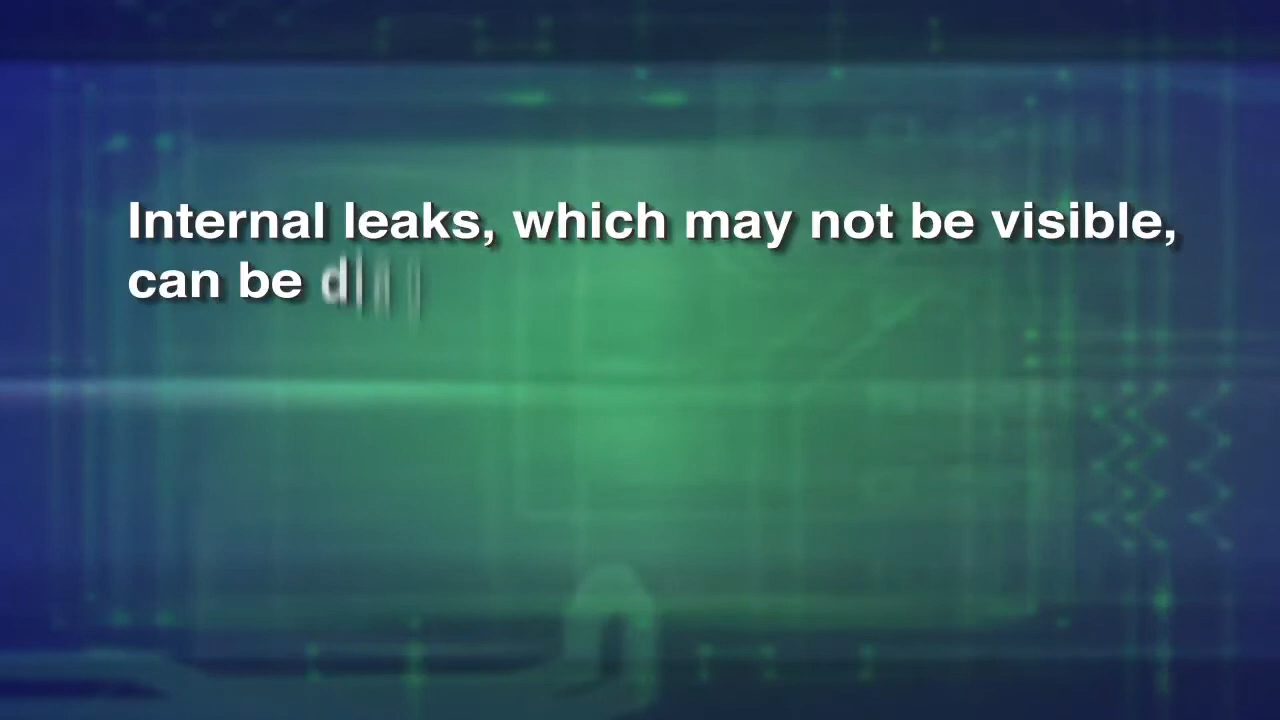 Internal leaks, which may not be visible,
can be